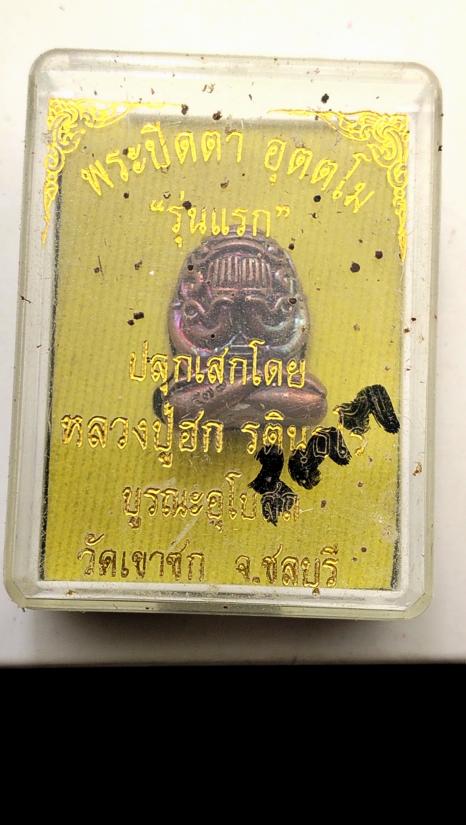 พระปิดตา อุตตโม
“รุ่นแรก”
ปลุกเสกโดย
หลวงปู่ฮก รตินฺธโร
บูรณะอุโบสถ
วัดเขาซก จ.ชลบุรี